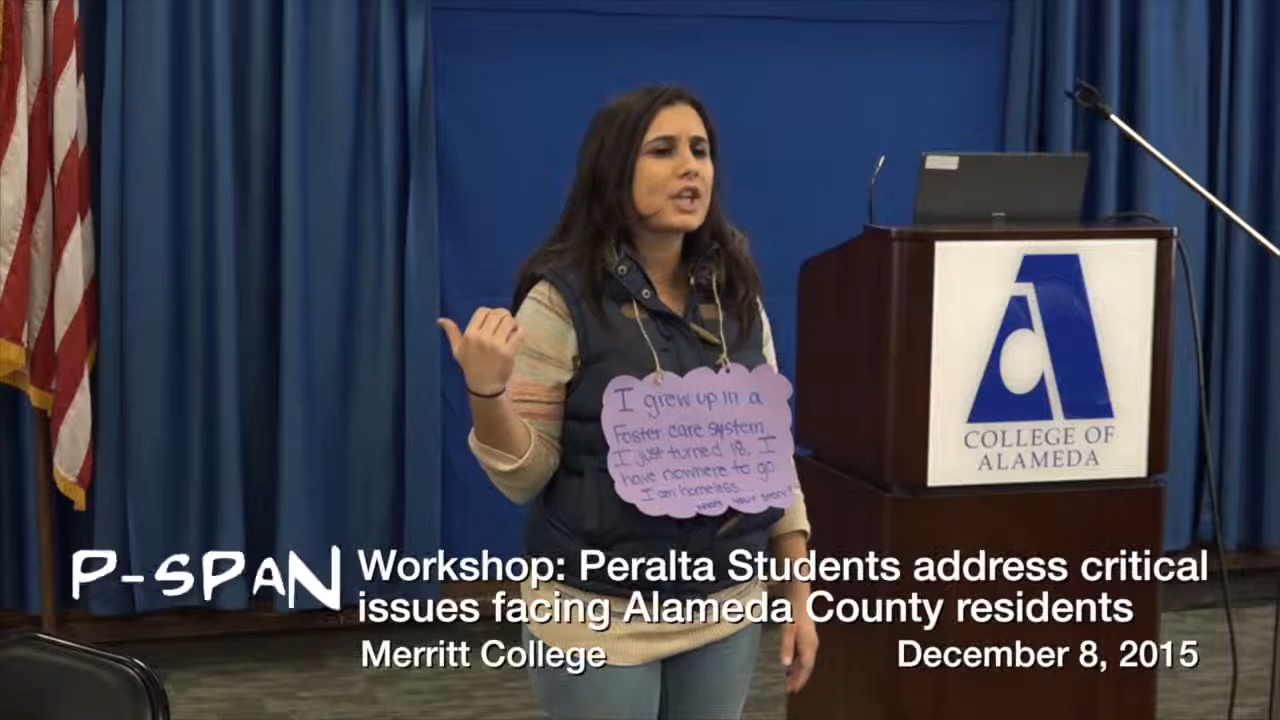 I grew up in a
Foster care system
I just turned 18, I
have nowhere to go
I am homeless...
COLLEGE OF
ALAMEDA
P-SPAN
Workshop: Peralta Students address critical
issues facing Alameda County residents
Merritt College
December 8, 2015